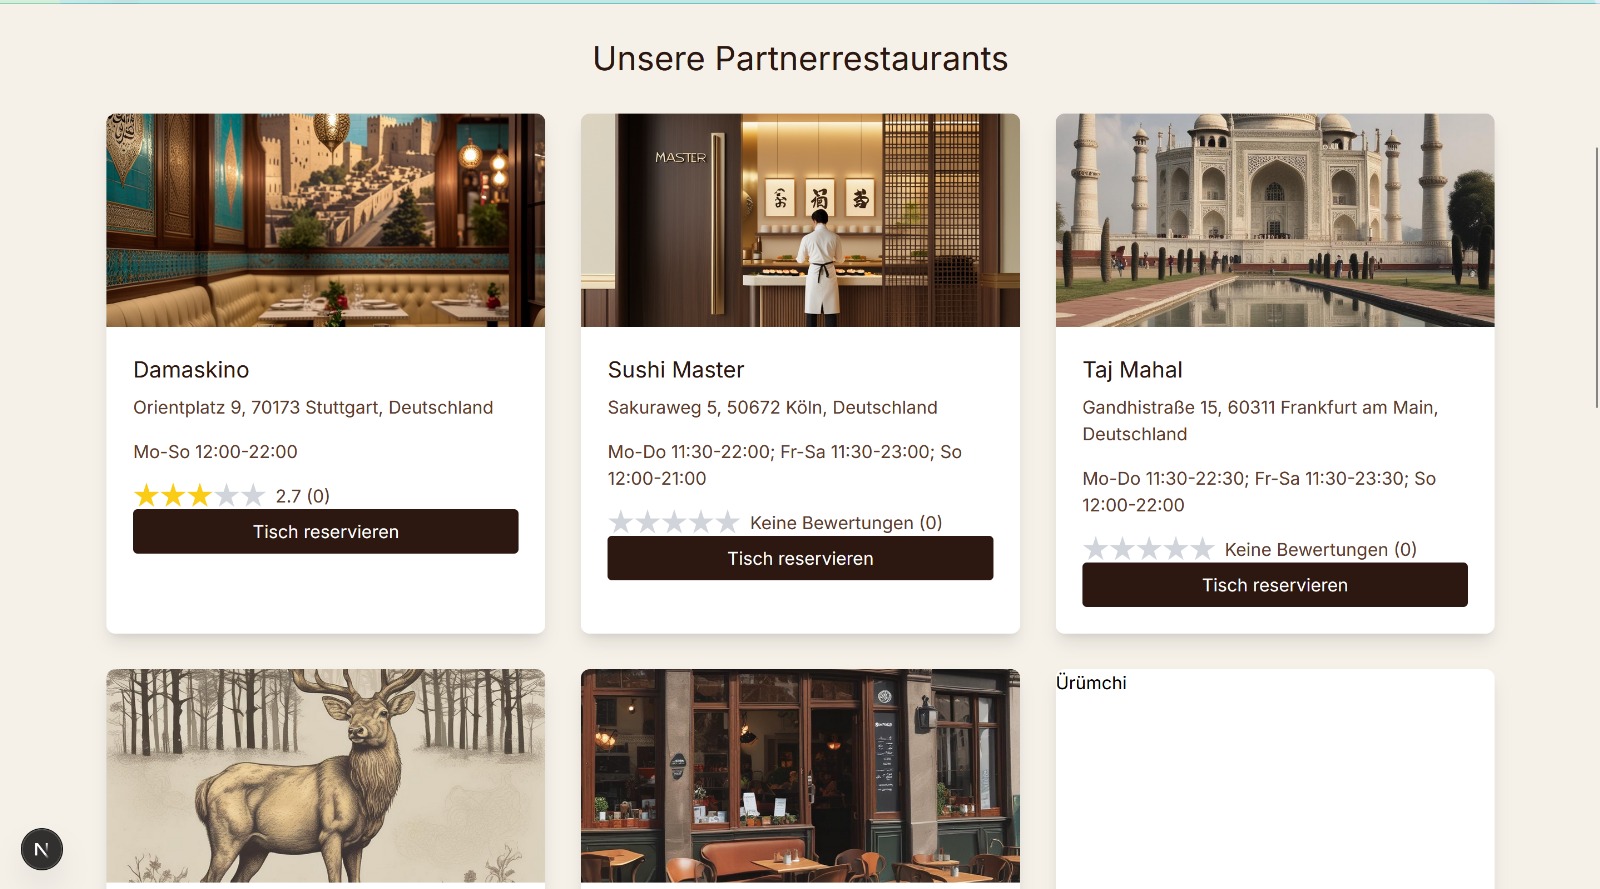 Unsere Partnerrestaurants
MASTER
Damaskino
Orientplatz 9, 70173 Stuttgart, Deutschland
Mo-So 12:00-22:00
2.7 (0)
Tisch reservieren
Sushi Master
Sakuraweg 5, 50672 Köln, Deutschland
Mo-Do 11:30-22:00; Fr-Sa 11:30-23:00; So
12:00-21:00
Keine Bewertungen (0)
Tisch reservieren
Taj Mahal
Gandhistraße 15, 60311 Frankfurt am Main,
Deutschland
Mo-Do 11:30-22:30; Fr-Sa 11:30-23:30; So
12:00-22:00
Keine Bewertungen (0)
Tisch reservieren
Ürümchi
N